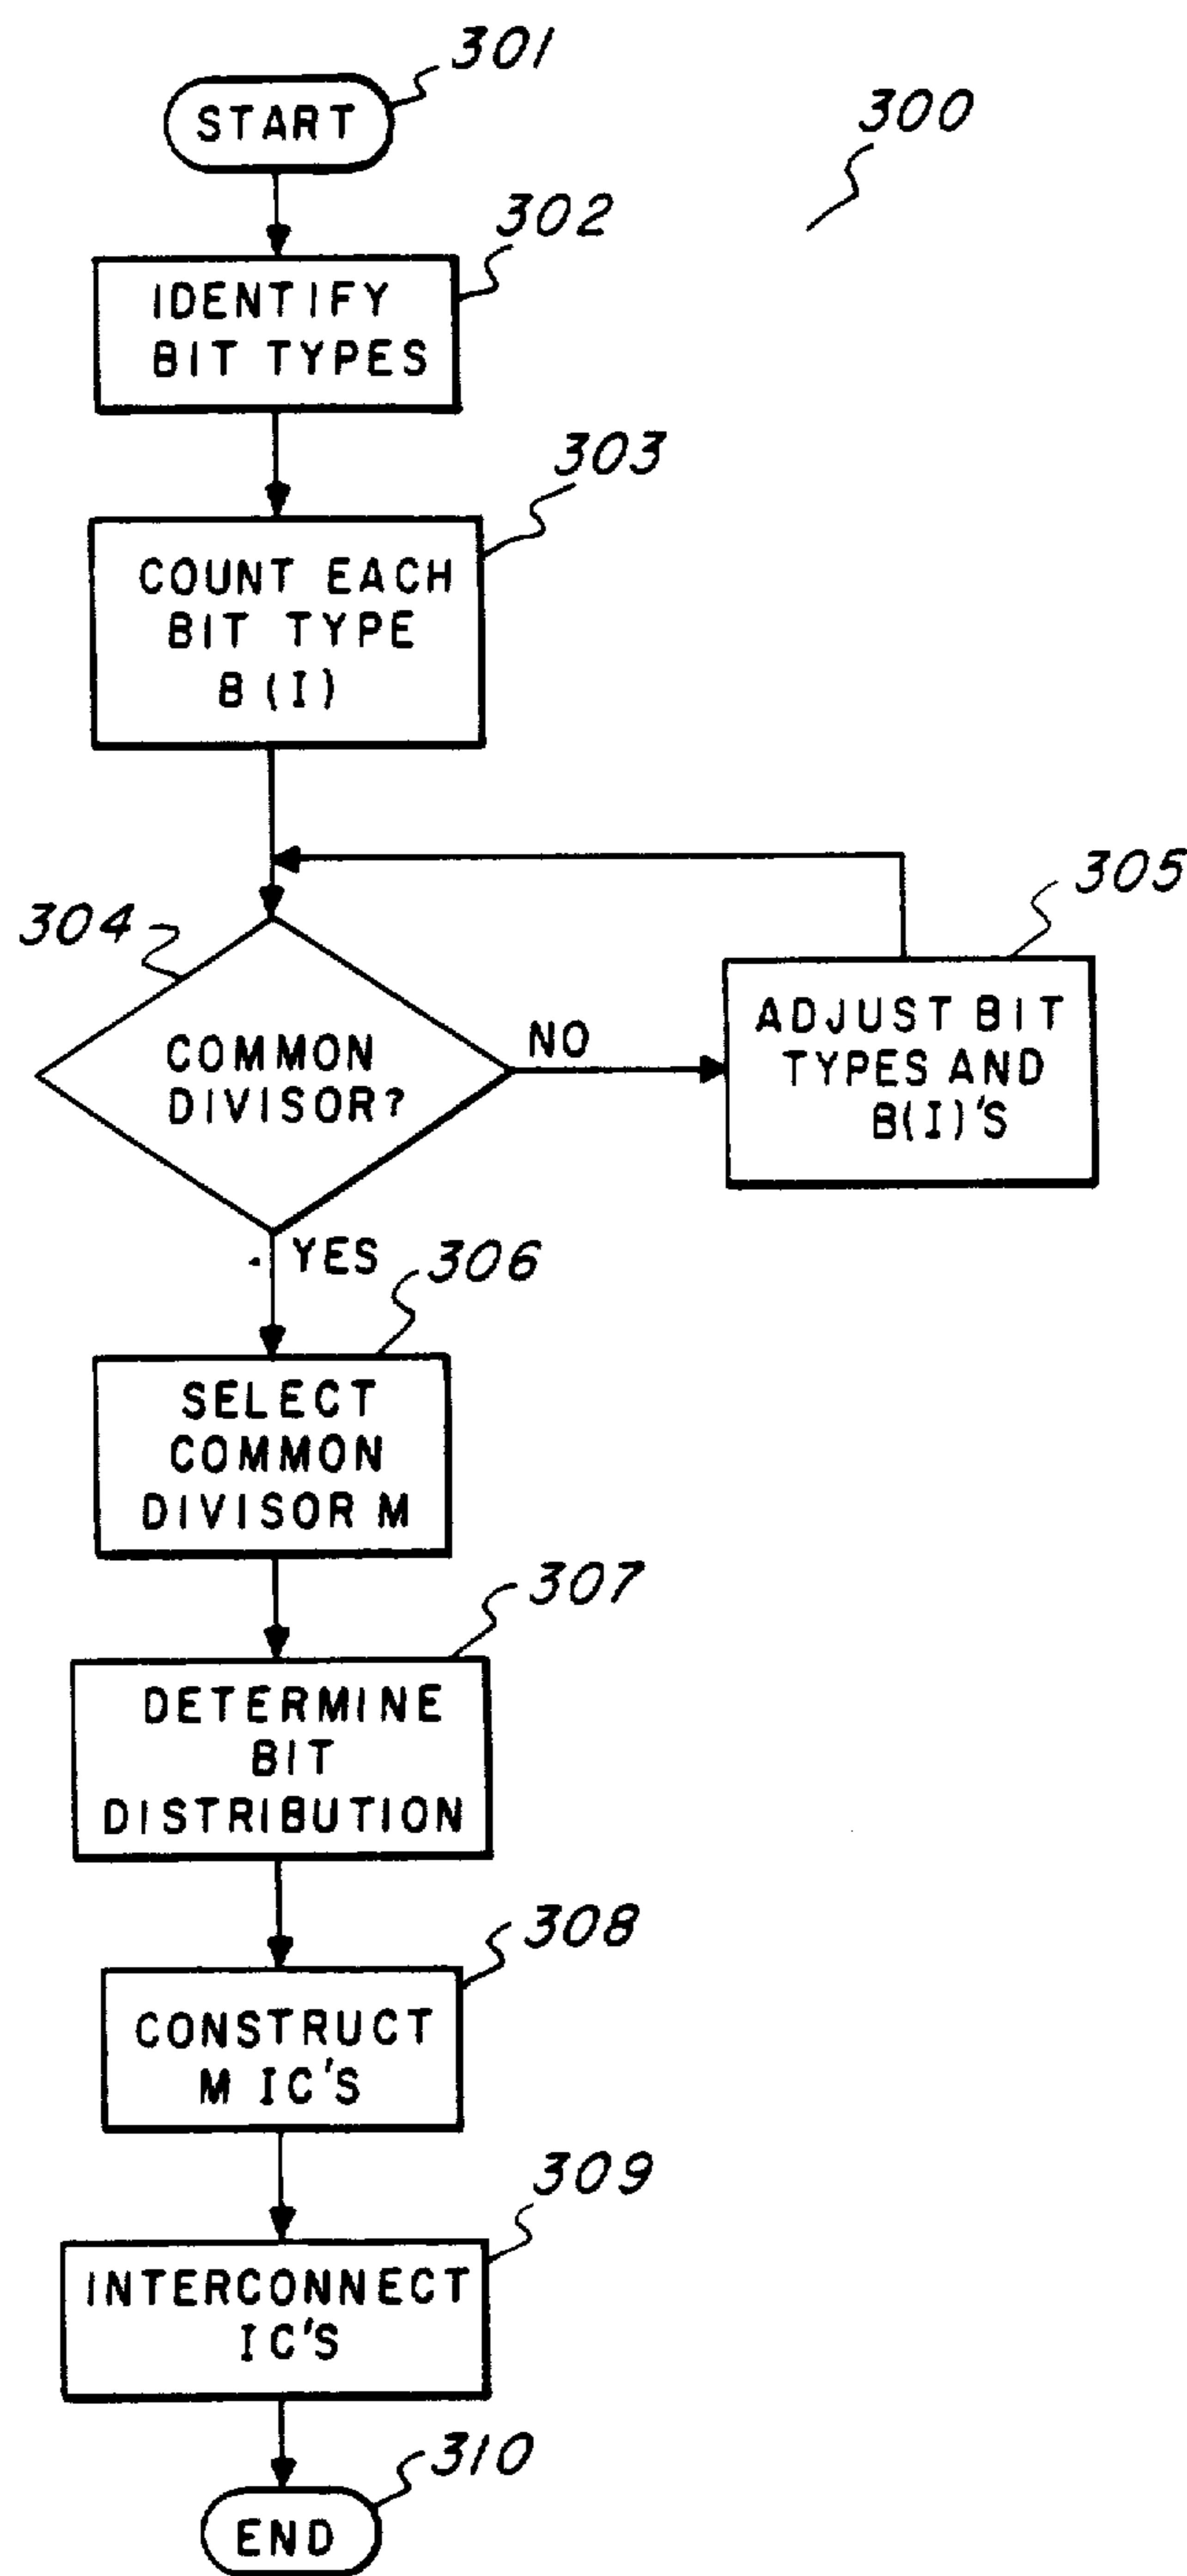 301
START
300
302
IDENTIFY
BIT TYPES
303
COUNT EACH
BIT TYPE
B(I)
304
COMMON
DIVISOR?
NO
305
ADJUST BIT
TYPES AND
B(I)'S
YES
306
SELECT
COMMON
DIVISOR M
307
DETERMINE
BIT
DISTRIBUTION
308
CONSTRUCT
M IC'S
309
INTERCONNECT
IC'S
310
END